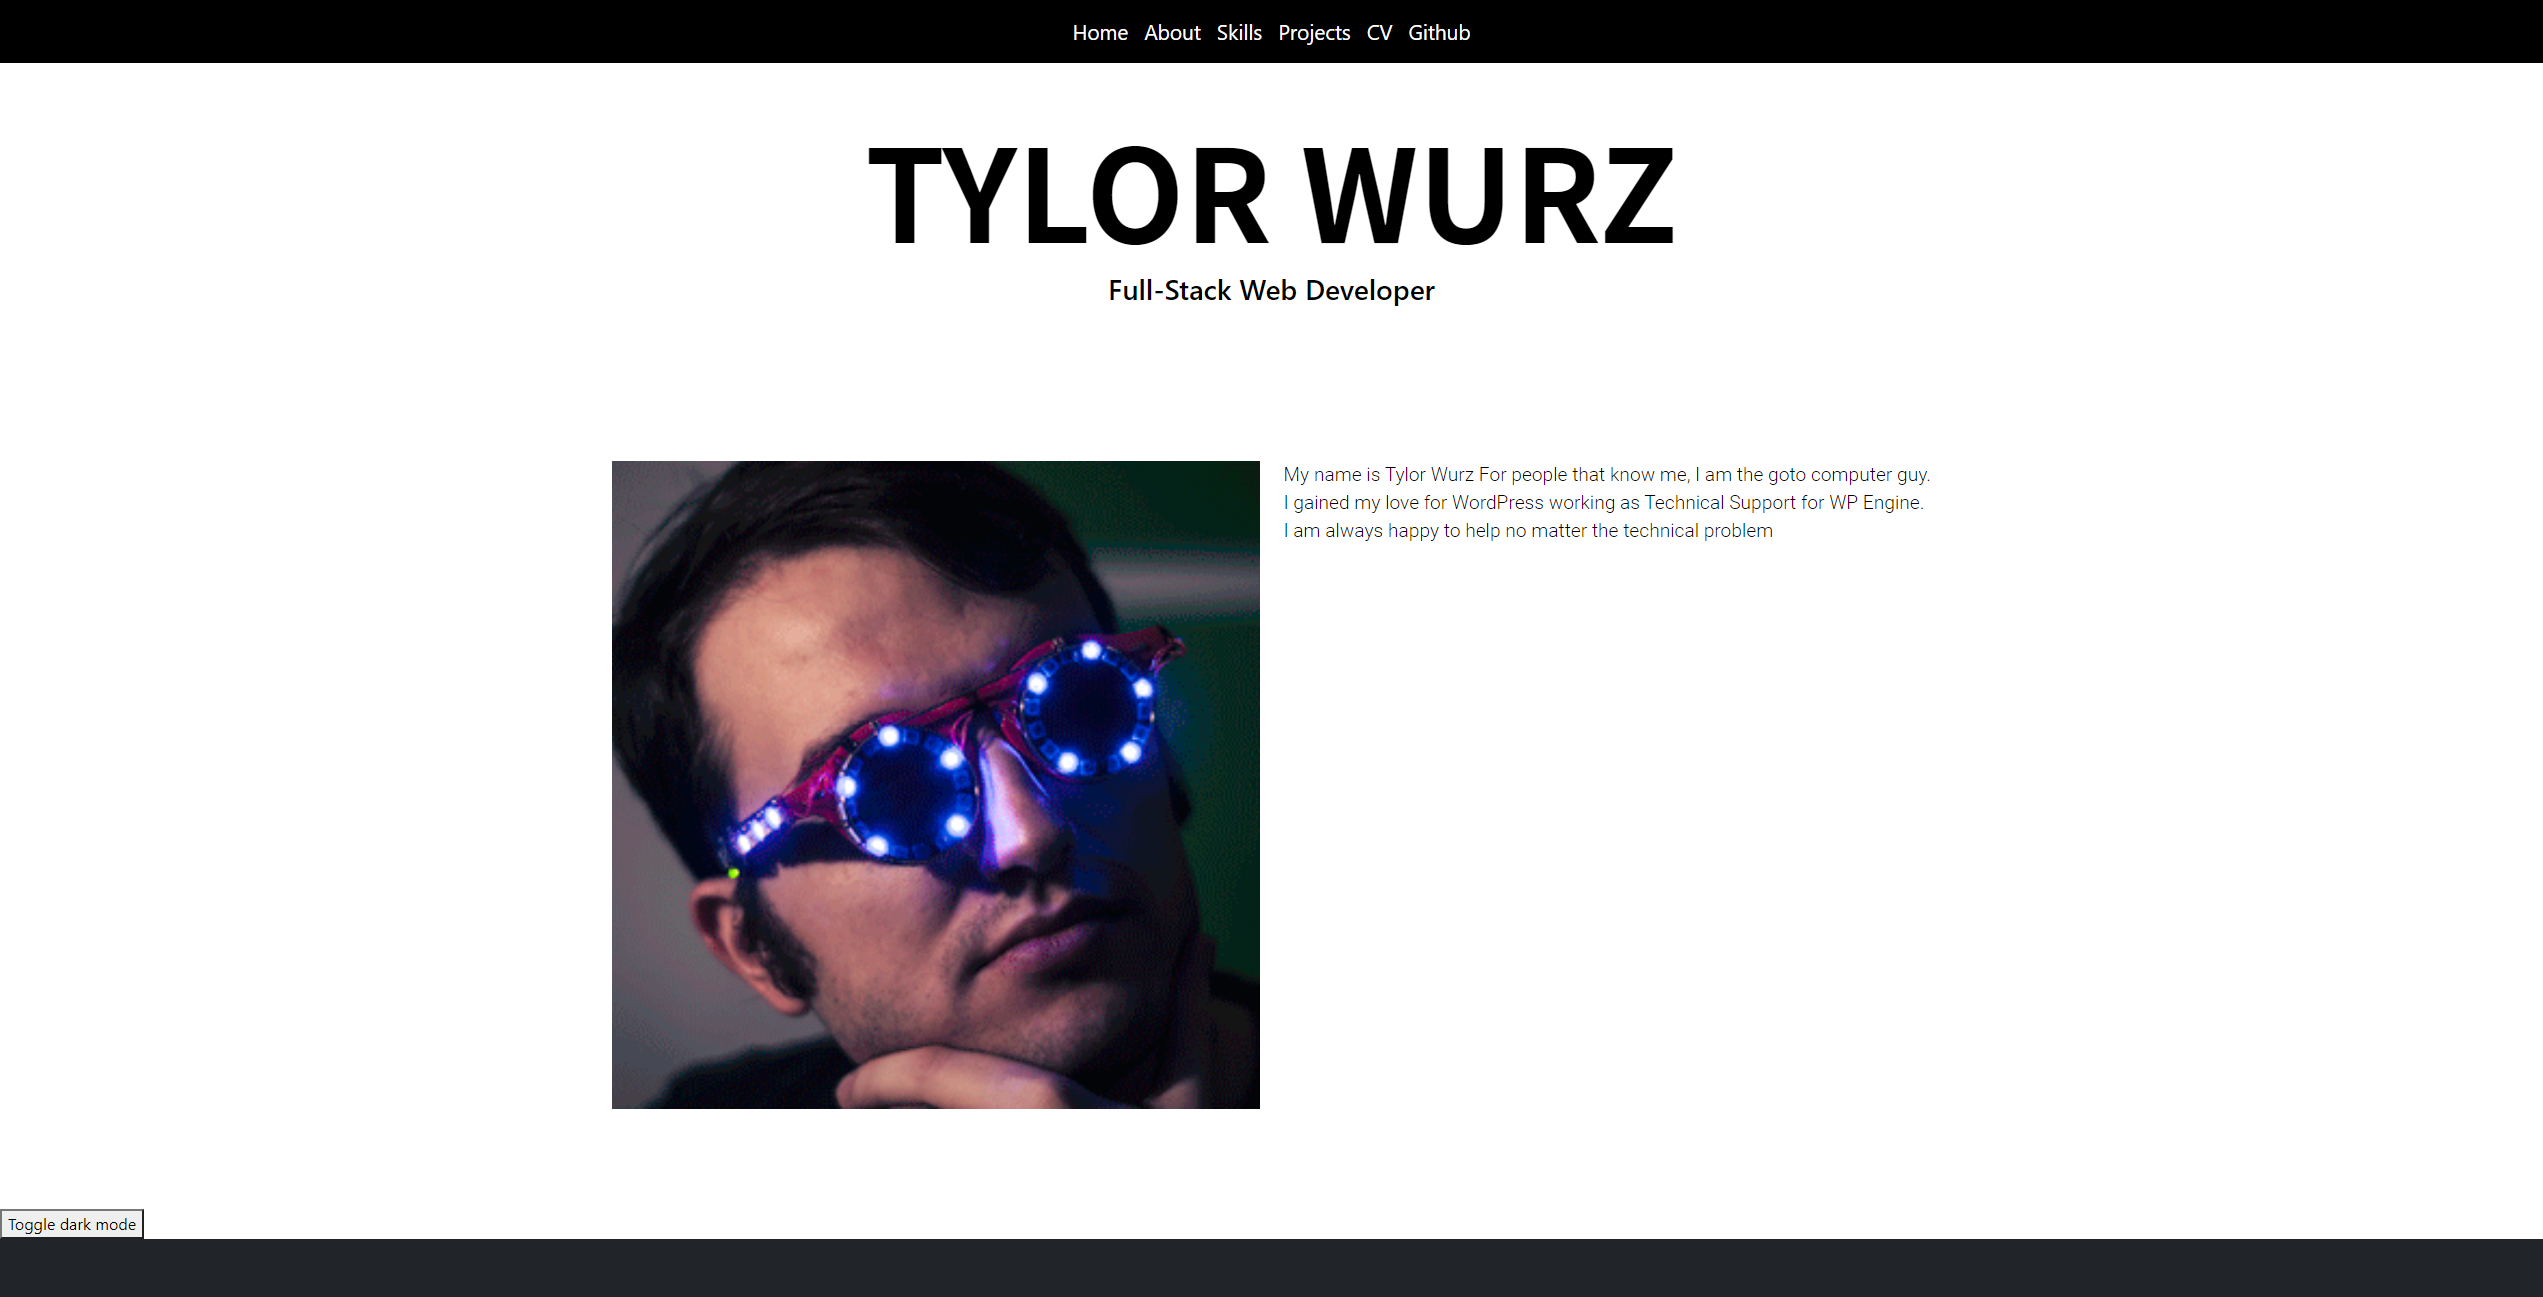 Home About Skills Projects CV Github
TYLOR WURZ
Full-Stack Web Developer
My name is Tylor Wurz For people that know me, I am the goto computer guy.
I gained my love for WordPress working as Technical Support for WP Engine.
I am always happy to help no matter the technical problem
Toggle dark mode